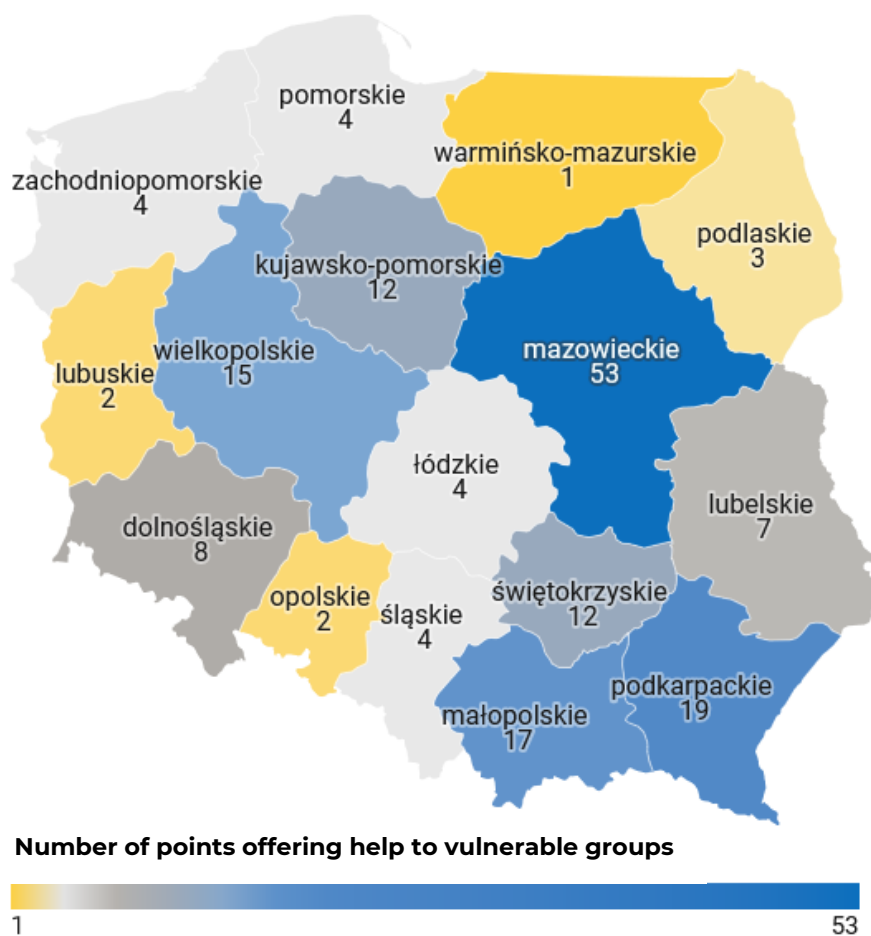 pomorskie
4
warmińsko-mazurskie
1
zachodniopomorskie
4
podlaskie
3
kujawsko-pomorskie
12
mazowieckie
53
wielkopolskie
15
lubuskie
2
łódzkie
4
lubelskie
7
dolnośląskie
8
świętokrzyskie
12
opolskie
2
śląskie
4
podkarpackie
19
małopolskie
17
Number of points offering help to vulnerable groups
1
53